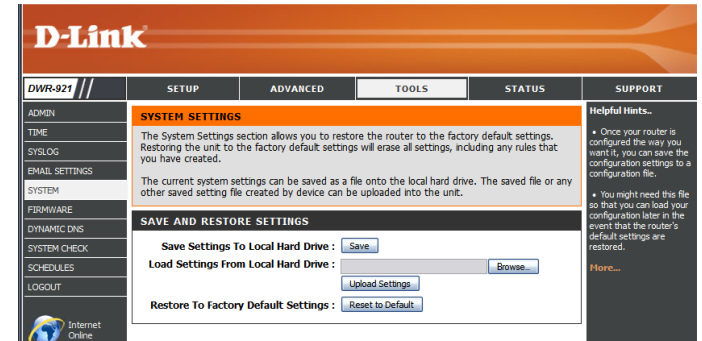 D-Link
DWR-921
SETUP
ADVANCED
TOOLS
STATUS
SUPPORT
ADMIN
TIME
SYSLOG
EMAIL SETTINGS
SYSTEM
FIRMWARE
DYNAMIC DNS
SYSTEM CHECK
SCHEDULES
LOGOUT
Internet
Online
SYSTEM SETTINGS
The System Settings section allows you to restore the router to the factory default settings.
Restoring the unit to the factory default settings will erase all settings, including any rules that
you have created.
The current system settings can be saved as a file onto the local hard drive. The saved file or any
other saved setting file created by device can be uploaded into the unit.
SAVE AND RESTORE SETTINGS
Save Settings To Local Hard Drive : Save
Load Settings From Local Hard Drive : Browse...
Upload Settings
Restore To Factory Default Settings : Reset to Default
Helpful Hints..
• Once your router is
configured the way you
want it, you can save the
configuration settings to a
configuration file.
• You might need this file
so that you can load your
configuration later in the
event that the router's
default settings are
restored.
More...